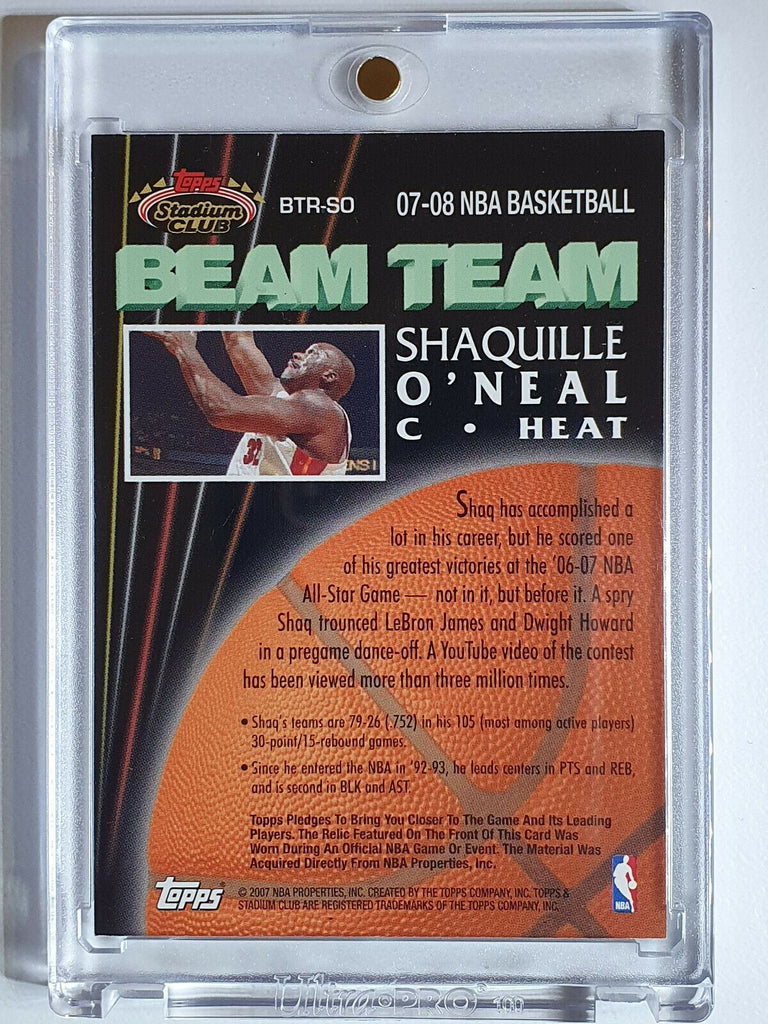 Topps
Stadium
CLUB
BTR-SO
07-08 NBA BASKETBALL
BEAM TEAM
SHAQUILLE
O'NEAL
C • HEAT
32
ENS
Shaq has accomplished a
lot in his career, but he scored one
of his greatest victories at the '06-07 NBA
All-Star Game — not in it, but before it. A spry
Shaq trounced LeBron James and Dwight Howard
in a pregame dance-off. A YouTube video of the contest
has been viewed more than three million times.
• Shaq's teams are 79-26 (.752) in his 105 (most among active players)
30-point/15-rebound games.
• Since he entered the NBA in '92-93, he leads centers in PTS and REB,
and is second in BLK and AST.
Topps Pledges To Bring You Closer To The Game And Its Leading
Players. The Relic Featured On The Front Of This Card Was
Worn During An Official NBA Game Or Event. The Material Was
Acquired Directly From NBA Properties, Inc.
Topps
© 2007 NBA PROPERTIES, INC. CREATED BY THE TOPPS COMPANY, INC. TOPPS &
STADIUM CLUB ARE REGISTERED TRADEMARKS OF THE TOPPS COMPANY, INC.
NBA
Ultra PRO 100